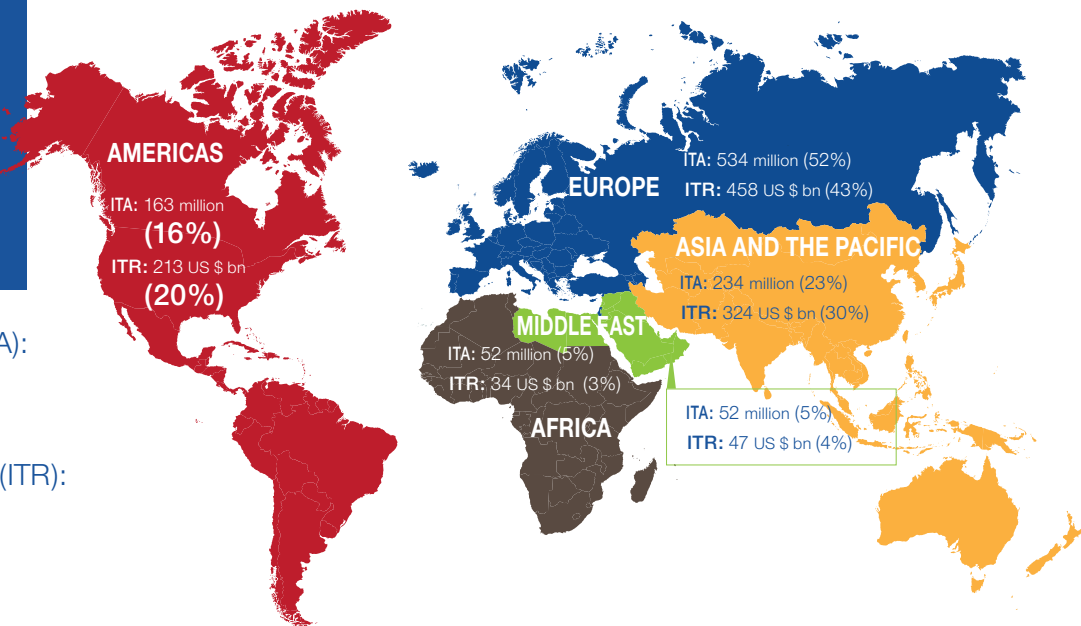 AMERICAS
ITA: 163 million
(16%)
ITR: 213 US $ bn
(20%)
EUROPE
ITA: 534 million (52%)
ITR: 458 US $ bn (43%)
ASIA AND THE PACIFIC
ITA: 234 million (23%)
ITR: 324 US $ bn (30%)
MIDDLE EAST
ITA: 52 million (5%)
ITR: 47 US $ bn (4%)
ITA: 52 million (5%)
ITR: 34 US $ bn (3%)
AFRICA
A):
(ITR):